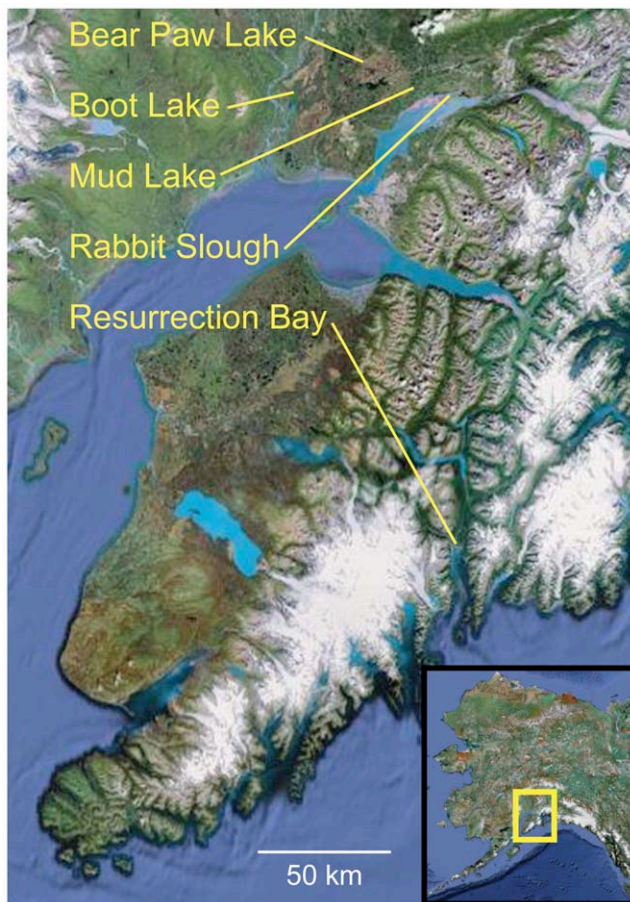 Bear Paw Lake
Boot Lake
Mud Lake
Rabbit Slough
Resurrection Bay
50 km